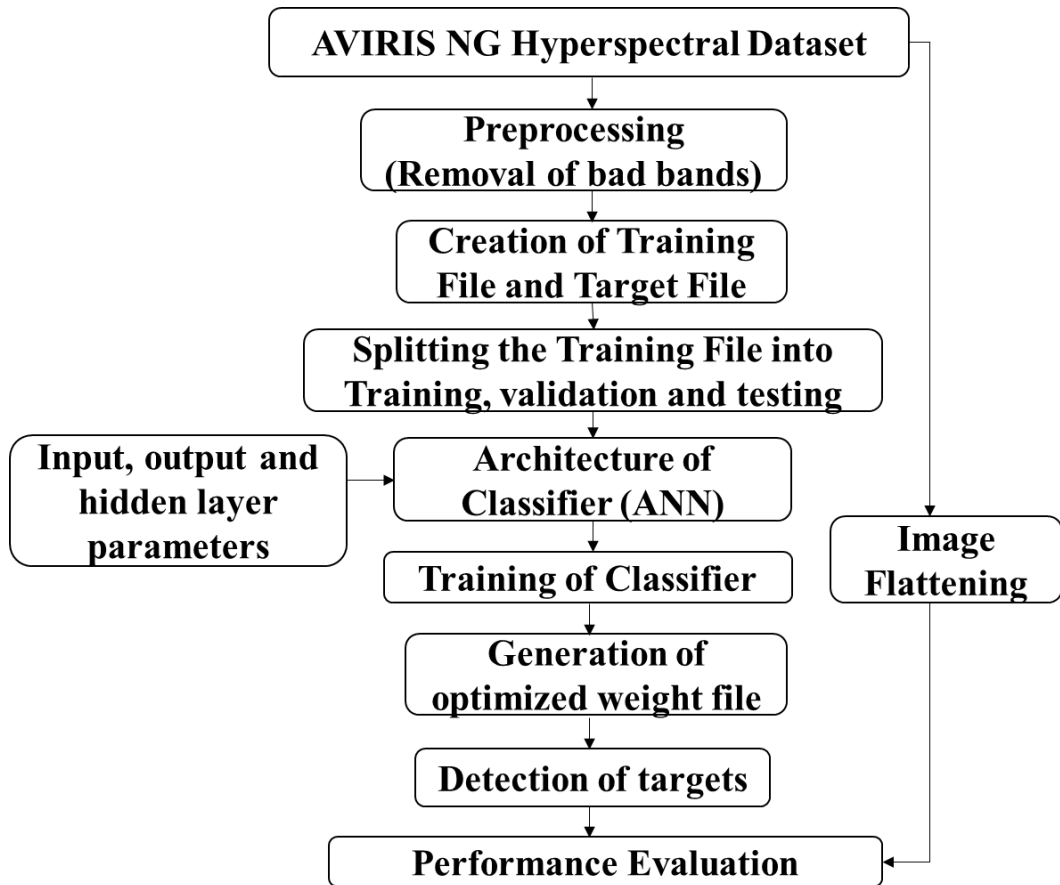 AVIRIS NG Hyperspectral Dataset
Preprocessing
(Removal of bad bands)
Creation of Training
File and Target File
Splitting the Training File into
Training, validation and testing
Input, output and
hidden layer
parameters
Architecture of
Classifier (ANN)
Image
Flattening
Training of Classifier
Generation of
optimized weight file
Detection of targets
Performance Evaluation